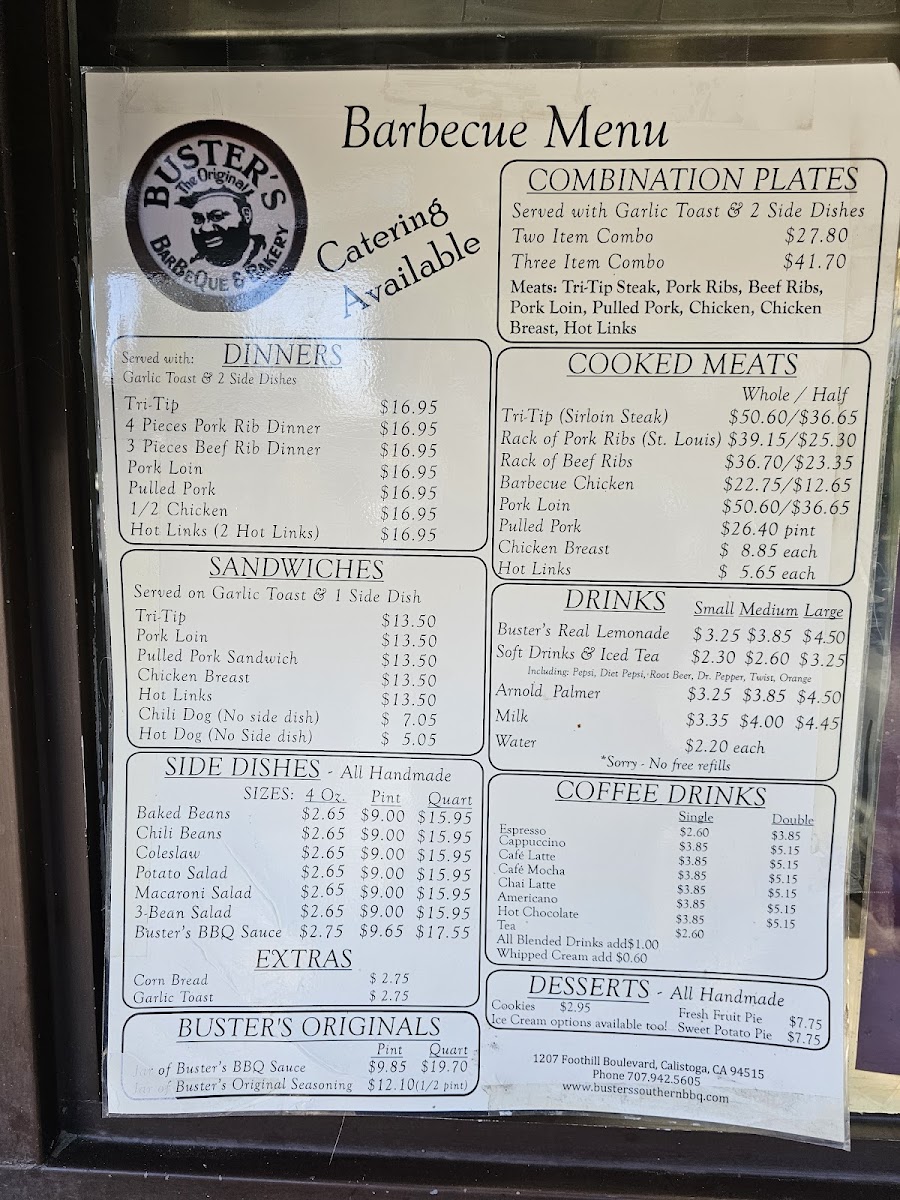 Barbecue Menu
BUSTER'S
The Original
BARBEQUE & BAKERY
Catering
Available
COMBINATION PLATES
Served with Garlic Toast & 2 Side Dishes
Two Item Combo $27.80
Three Item Combo $41.70
Meats: Tri-Tip Steak, Pork Ribs, Beef Ribs,
Pork Loin, Pulled Pork, Chicken, Chicken
Breast, Hot Links
Served with: DINNERS
Garlic Toast & 2 Side Dishes
Tri-Tip $16.95
4 Pieces Pork Rib Dinner $16.95
3 Pieces Beef Rib Dinner $16.95
Pork Loin $16.95
Pulled Pork $16.95
1/2 Chicken $16.95
Hot Links (2 Hot Links) $16.95
COOKED MEATS
Whole / Half
Tri-Tip (Sirloin Steak) $50.60/$36.65
Rack of Pork Ribs (St. Louis) $39.15/$25.30
Rack of Beef Ribs $36.70/$23.35
Barbecue Chicken $22.75/$12.65
Pork Loin $50.60/$36.65
Pulled Pork $26.40 pint
Chicken Breast $ 8.85 each
Hot Links $ 5.65 each
SANDWICHES
Served on Garlic Toast & 1 Side Dish
Tri-Tip $13.50
Pork Loin $13.50
Pulled Pork Sandwich $13.50
Chicken Breast $13.50
Hot Links $13.50
Chili Dog (No side dish) $ 7.05
Hot Dog (No Side dish) $ 5.05
DRINKS Small Medium Large
Buster's Real Lemonade $3.25 $3.85 $4.50
Soft Drinks & Iced Tea $2.30 $2.60 $3.25
Including: Pepsi, Diet Pepsi, Root Beer, Dr. Pepper, Twist, Orange
Arnold Palmer $3.25 $3.85 $4.50
Milk $3.35 $4.00 $4.45
Water $2.20 each
*Sorry - No free refills
SIDE DISHES - All Handmade
SIZES: 4 Oz. Pint Quart
Baked Beans $2.65 $9.00 $15.95
Chili Beans $2.65 $9.00 $15.95
Coleslaw $2.65 $9.00 $15.95
Potato Salad $2.65 $9.00 $15.95
Macaroni Salad $2.65 $9.00 $15.95
3-Bean Salad $2.65 $9.00 $15.95
Buster's BBQ Sauce $2.75 $9.65 $17.55
EXTRAS
Corn Bread $ 2.75
Garlic Toast $ 2.75
COFFEE DRINKS
Single Double
Espresso $2.60 $3.85
Cappuccino $3.85 $5.15
Café Latte $3.85 $5.15
Café Mocha $3.85 $5.15
Chai Latte $3.85 $5.15
Americano $3.85 $5.15
Hot Chocolate $3.85 $5.15
Tea $2.60
All Blended Drinks add$1.00
Whipped Cream add $0.60
BUSTER'S ORIGINALS
Pint Quart
Jar of Buster's BBQ Sauce $9.85 $19.70
Jar of Buster's Original Seasoning $12.10(1/2 pint)
DESSERTS - All Handmade
Cookies $2.95 Fresh Fruit Pie $7.75
Ice Cream options available too! Sweet Potato Pie $7.75
1207 Foothill Boulevard, Calistoga, CA 94515
Phone 707.942.5605
www.busterssouthernbbq.com